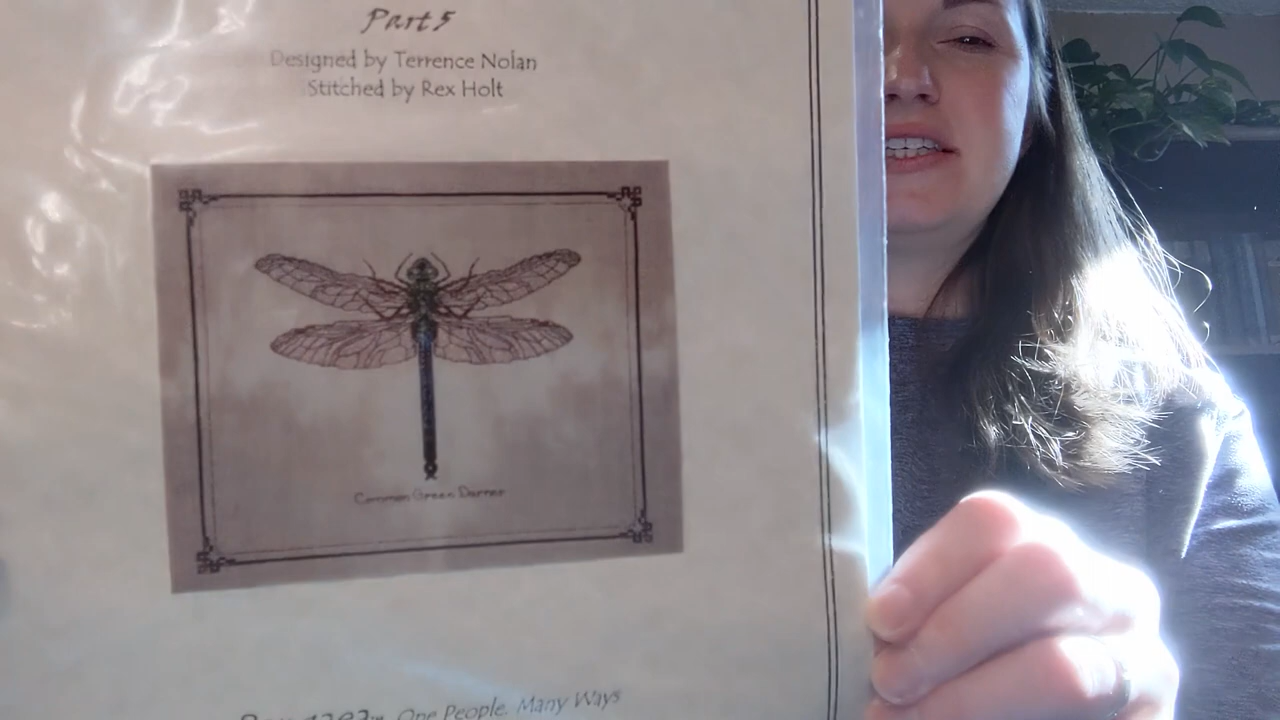 Part 5
Designed by Terrence Nolan
Stitched by Rex Holt
Common Green Darner
One People, Many Ways